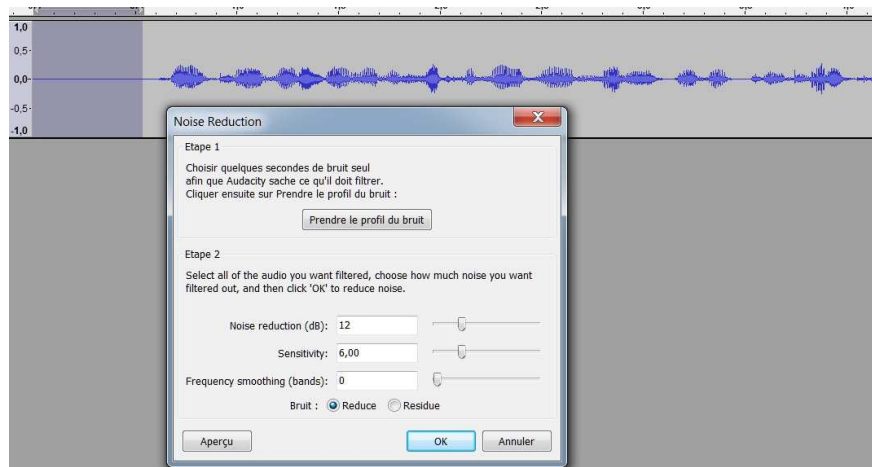 1,0
0,5-
0,0-
-0,5-
-1,0
Noise Reduction
X
Etape 1
Choisir quelques secondes de bruit seul
afin que Audacity sache ce qu'il doit filtrer.
Cliquer ensuite sur Prendre le profil du bruit :
Prendre le profil du bruit
Etape 2
Select all of the audio you want filtered, choose how much noise you want
filtered out, and then click 'OK' to reduce noise.
Noise reduction (dB): 12
Sensitivity: 6,00
Frequency smoothing (bands): 0
Bruit : Reduce Residue
Aperçu OK Annuler